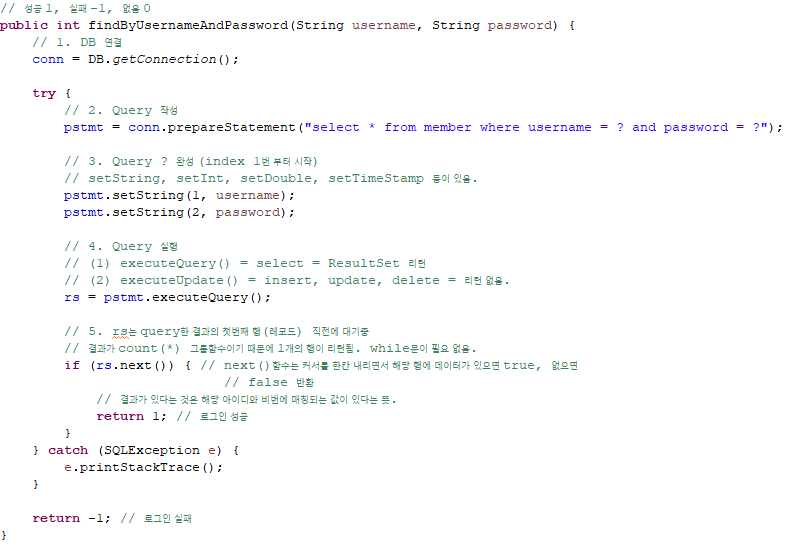 // 성공 1, 실패 -1, 없음 0
public int findByUsernameAndPassword(String username, String password) {
    // 1. DB 연결
    conn = DB.getConnection();

    try {
        // 2. Query 작성
        pstmt = conn.prepareStatement("select * from member where username = ? and password = ?");

        // 3. Query ? 완성 (index 1번 부터 시작)
        // setString, setInt, setDouble, setTimeStamp 등이 있음.
        pstmt.setString(1, username);
        pstmt.setString(2, password);

        // 4. Query 실행
        // (1) executeQuery() = select = ResultSet 리턴
        // (2) executeUpdate() = insert, update, delete = 리턴 없음.
        rs = pstmt.executeQuery();

        // 5. rs는 query한 결과의 첫번째 행(레코드) 직전에 대기중
        // 결과가 count(*) 그룹함수이기 때문에 1개의 행이 리턴됨. while문이 필요 없음.
        if (rs.next()) { // next()함수는 커서를 한칸 내리면서 해당 행에 데이터가 있으면 true, 없으면
                            // false 반환
            // 결과가 있다는 것은 해당 아이디와 비번에 매칭되는 값이 있다는 뜻.
            return 1; // 로그인 성공
        }
    } catch (SQLException e) {
        e.printStackTrace();
    }

    return -1; // 로그인 실패
}